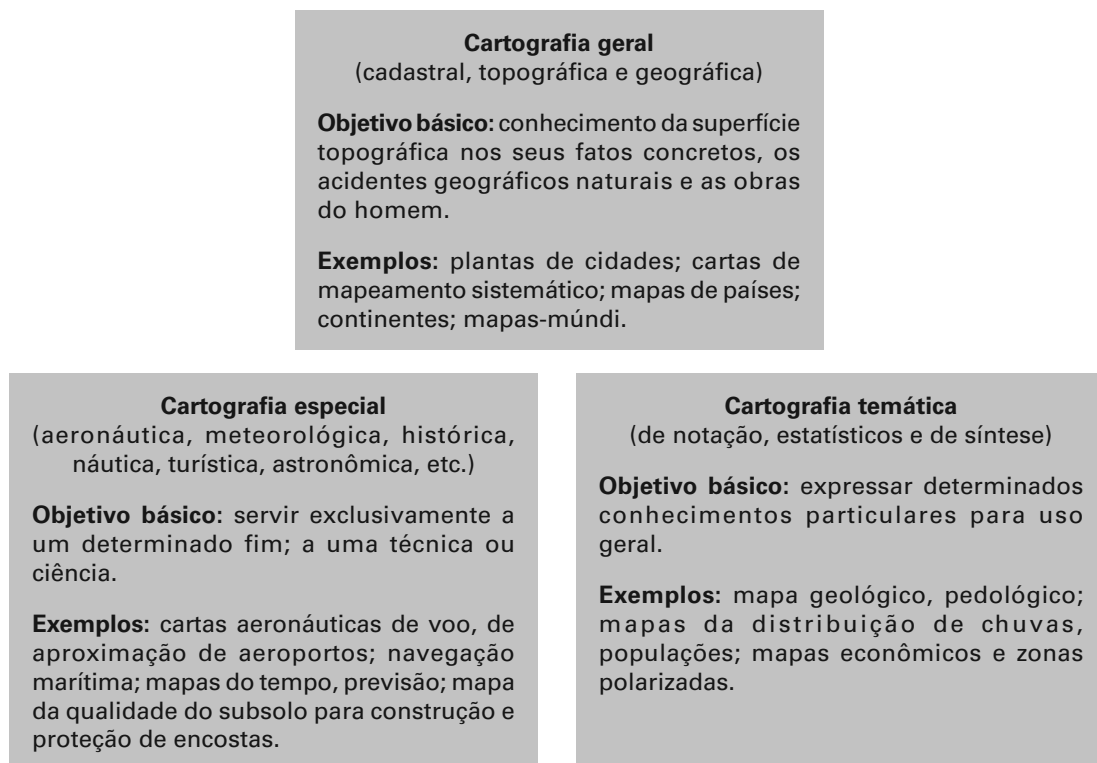 Cartografia geral
(cadastral, topográfica e geográfica)
Objetivo básico: conhecimento da superfície
topográfica nos seus fatos concretos, os
acidentes geográficos naturais e as obras
do homem.
Exemplos: plantas de cidades; cartas de
mapeamento sistemático; mapas de países;
continentes; mapas-múndi.
Cartografia especial
(aeronáutica, meteorológica, histórica,
náutica, turística, astronômica, etc.)
Objetivo básico: servir exclusivamente a
um determinado fim; a uma técnica ou
ciência.
Exemplos: cartas aeronáuticas de voo, de
aproximação de aeroportos; navegação
marítima; mapas do tempo, previsão; mapa
da qualidade do subsolo para construção e
proteção de encostas.
Cartografia temática
(de notação, estatísticos e de síntese)
Objetivo básico: expressar determinados
conhecimentos particulares para uso
geral.
Exemplos: mapa geológico, pedológico;
mapas da distribuição de chuvas,
populações; mapas econômicos e zonas
polarizadas.